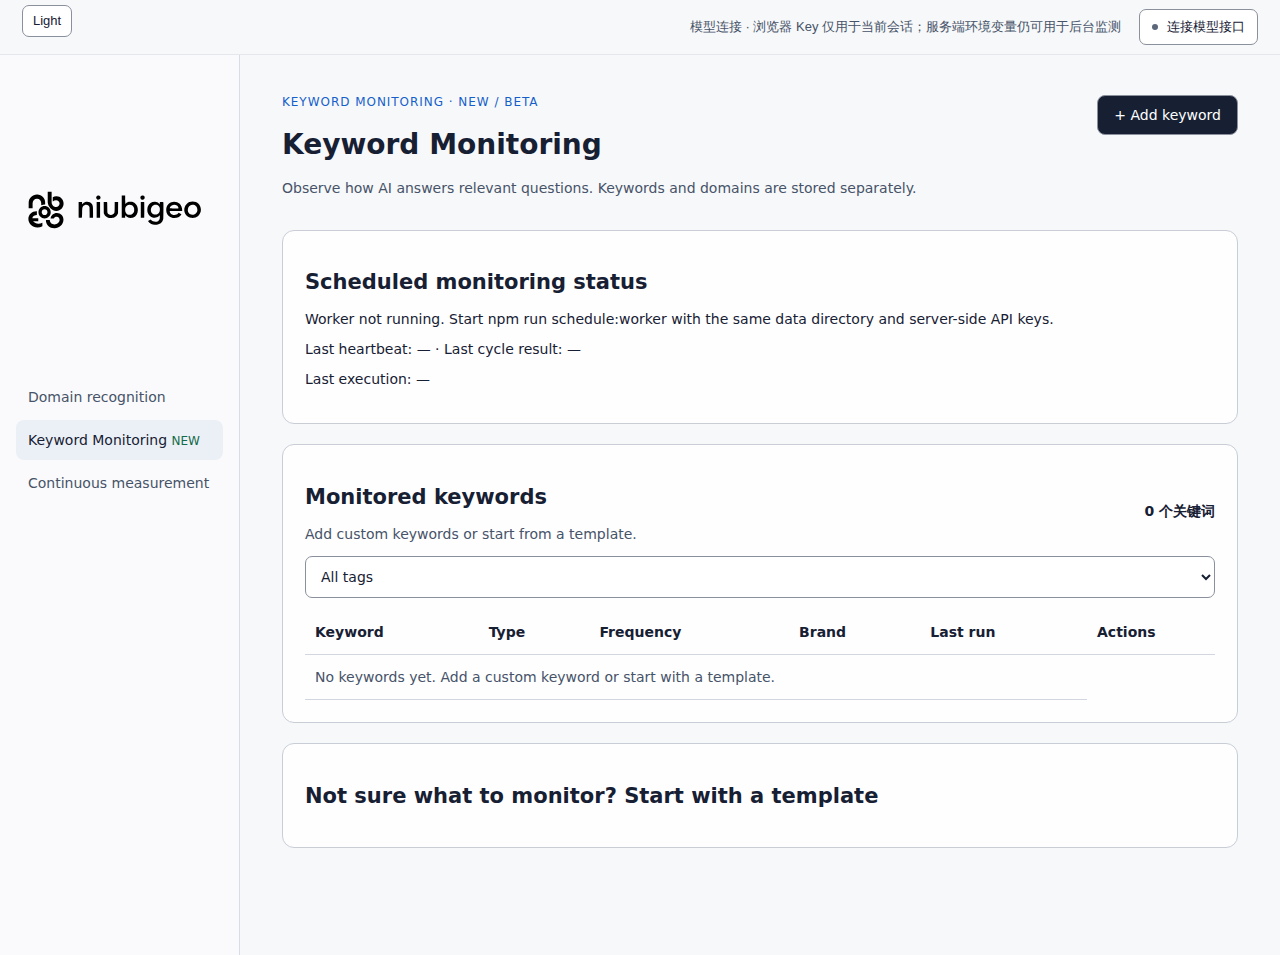 Light
模型连接 · 浏览器 Key 仅用于当前会话；服务端环境变量仍可用于后台监测
连接模型接口
niubigeo
Domain recognition
Keyword Monitoring NEW
Continuous measurement
KEYWORD MONITORING · NEW / BETA
Keyword Monitoring
+ Add keyword
Observe how AI answers relevant questions. Keywords and domains are stored separately.
Scheduled monitoring status
Worker not running. Start npm run schedule:worker with the same data directory and server-side API keys.
Last heartbeat: — · Last cycle result: —
Last execution: —
Monitored keywords
0 个关键词
Add custom keywords or start from a template.
All tags
Keyword Type Frequency Brand Last run Actions
No keywords yet. Add a custom keyword or start with a template.
Not sure what to monitor? Start with a template